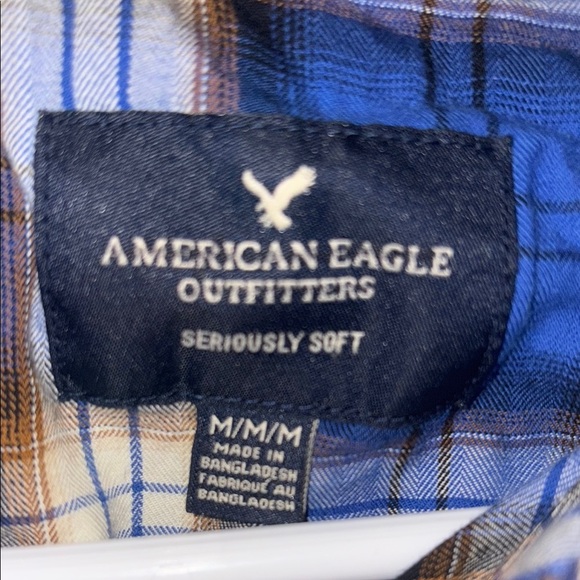 AMERICAN EAGLE
OUTFITTERS
SERIOUSLY SOFT
M/M/M
MADE IN
BANGLADESH
FABRIQUÉ AU
BANGLADESH